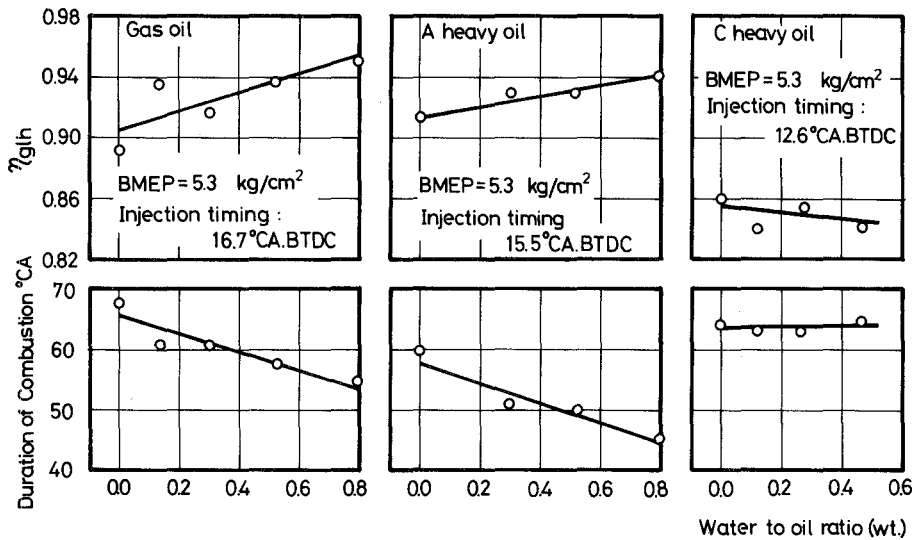 0.98
0.94
0.90
0.86
0.82
ηglh
Gas oil
BMEP = 5.3 kg/cm²
Injection timing :
16.7°CA.BTDC
A heavy oil
BMEP = 5.3 kg/cm²
Injection timing
15.5°CA.BTDC
C heavy oil
BMEP = 5.3 kg/cm²
Injection timing :
12.6°CA.BTDC
70
60
50
40
Duration of Combustion °CA
0.0 0.2 0.4 0.6 0.8
0.0 0.2 0.4 0.6 0.8
0.0 0.2 0.4 0.6
Water to oil ratio (wt.)